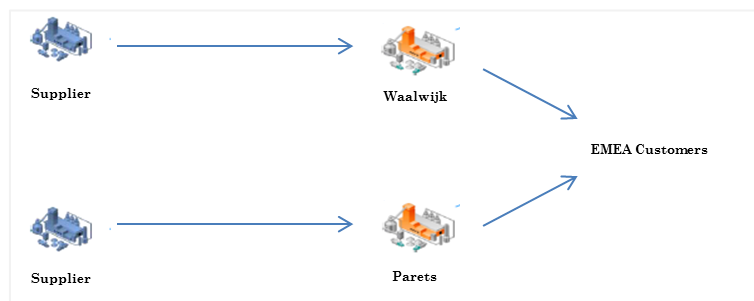 Supplier
Waalwijk
EMEA Customers
Supplier
Parets